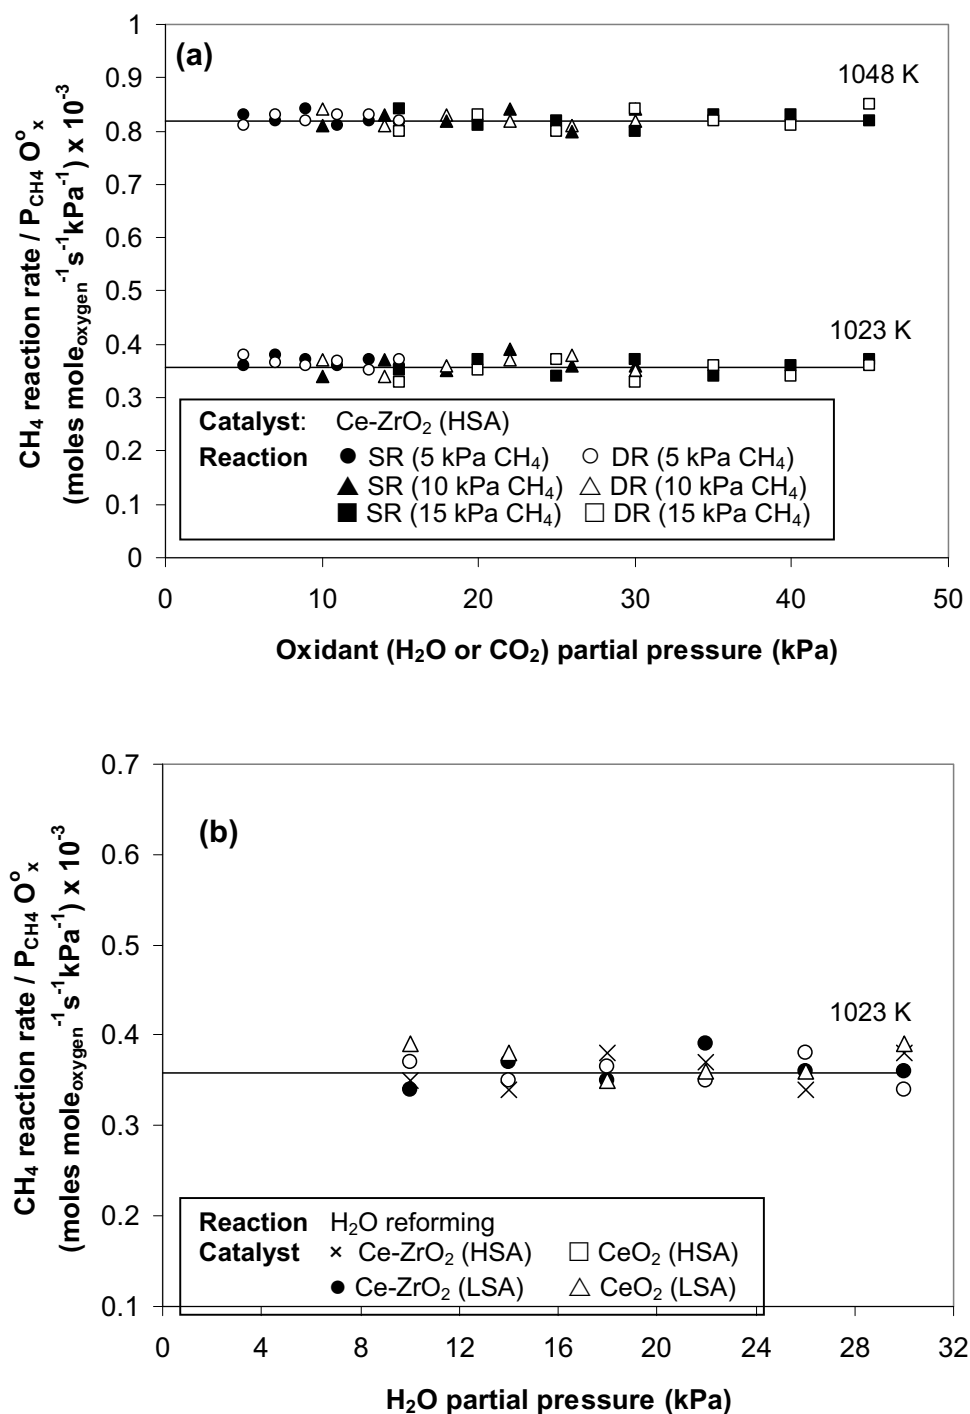 (a)
1
0.9
0.8
0.7
0.6
0.5
0.4
0.3
0.2
0.1
0
CH4 reaction rate / PCH4 O°x
(moles moleoxygen-1s-1kPa-1) x 10-3
1048 K
1023 K
Catalyst: Ce-ZrO2 (HSA)
Reaction ● SR (5 kPa CH4) ○ DR (5 kPa CH4)
▲ SR (10 kPa CH4) △ DR (10 kPa CH4)
■ SR (15 kPa CH4) □ DR (15 kPa CH4)
0 10 20 30 40 50
Oxidant (H2O or CO2) partial pressure (kPa)
(b)
0.7
0.6
0.5
0.4
0.3
0.2
0.1
CH4 reaction rate / PCH4 O°x
(moles moleoxygen-1s-1kPa-1) x 10-3
1023 K
Reaction H2O reforming
Catalyst × Ce-ZrO2 (HSA) □ CeO2 (HSA)
● Ce-ZrO2 (LSA) △ CeO2 (LSA)
0 4 8 12 16 20 24 28 32
H2O partial pressure (kPa)